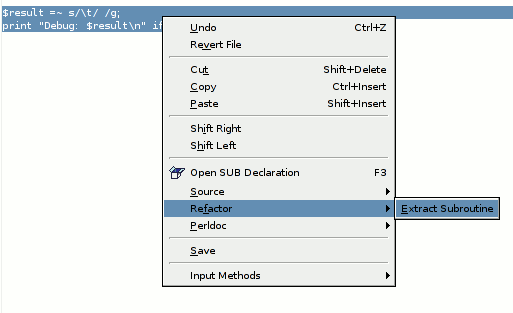 $result =~ s/\t/ /g;
print "Debug: $result\n" if
Undo Ctrl+Z
Revert File
Cut Shift+Delete
Copy Ctrl+Insert
Paste Shift+Insert
Shift Right
Shift Left
Open SUB Declaration F3
Source
Refactor
Extract Subroutine
Perldoc
Save
Input Methods